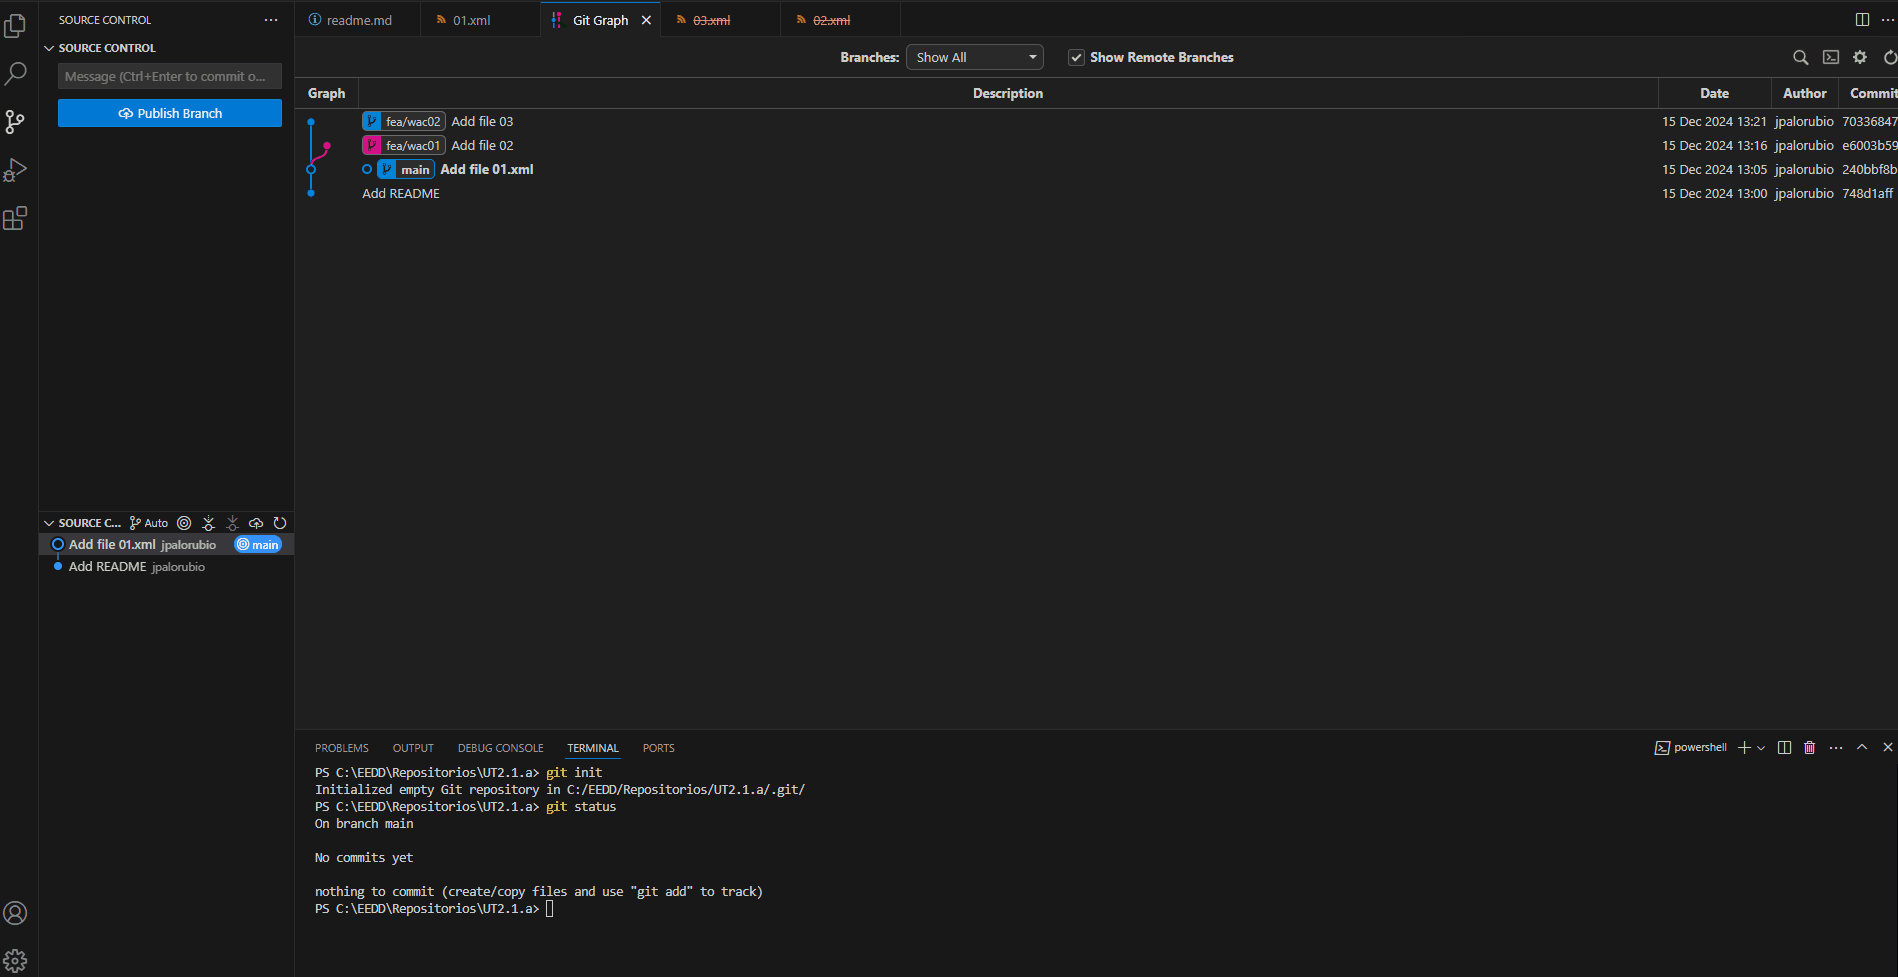 SOURCE CONTROL
readme.md
01.xml
Git Graph
03.xml
02.xml
SOURCE CONTROL
Message (Ctrl+Enter to commit o...
Publish Branch
Branches: Show All
Show Remote Branches
Graph Description Date Author Commit
fea/wac02 Add file 03 15 Dec 2024 13:21 jpalorubio 70336847
fea/wac01 Add file 02 15 Dec 2024 13:16 jpalorubio e6003b59
main Add file 01.xml 15 Dec 2024 13:05 jpalorubio 240bbf8b
Add README 15 Dec 2024 13:00 jpalorubio 748d1aff
SOURCE C... Auto
Add file 01.xml jpalorubio main
Add README jpalorubio
PROBLEMS OUTPUT DEBUG CONSOLE TERMINAL PORTS powershell
PS C:\EEDD\Repositorios\UT2.1.a> git init
Initialized empty Git repository in C:/EEDD/Repositorios/UT2.1.a/.git/
PS C:\EEDD\Repositorios\UT2.1.a> git status
On branch main
No commits yet
nothing to commit (create/copy files and use "git add" to track)
PS C:\EEDD\Repositorios\UT2.1.a>